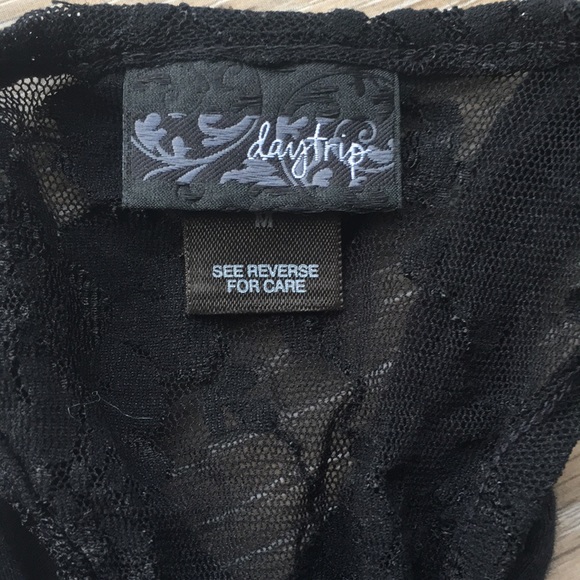 daytrip
M
SEE REVERSE
FOR CARE